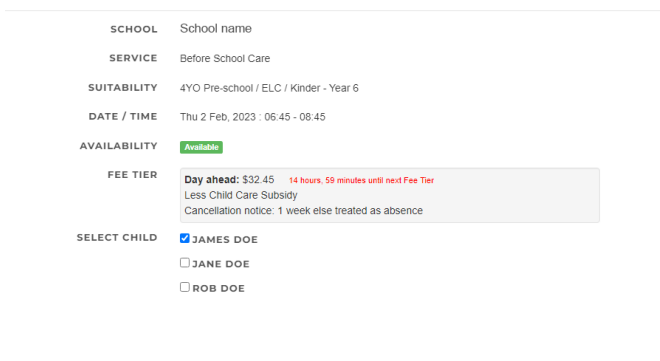 SCHOOL School name
SERVICE Before School Care
SUITABILITY 4YO Pre-school / ELC / Kinder - Year 6
DATE / TIME Thu 2 Feb, 2023 : 06:45 - 08:45
AVAILABILITY Available
FEE TIER Day ahead: $32.45 14 hours, 59 minutes until next Fee Tier
Less Child Care Subsidy
Cancellation notice: 1 week else treated as absence
SELECT CHILD JAMES DOE
JANE DOE
ROB DOE